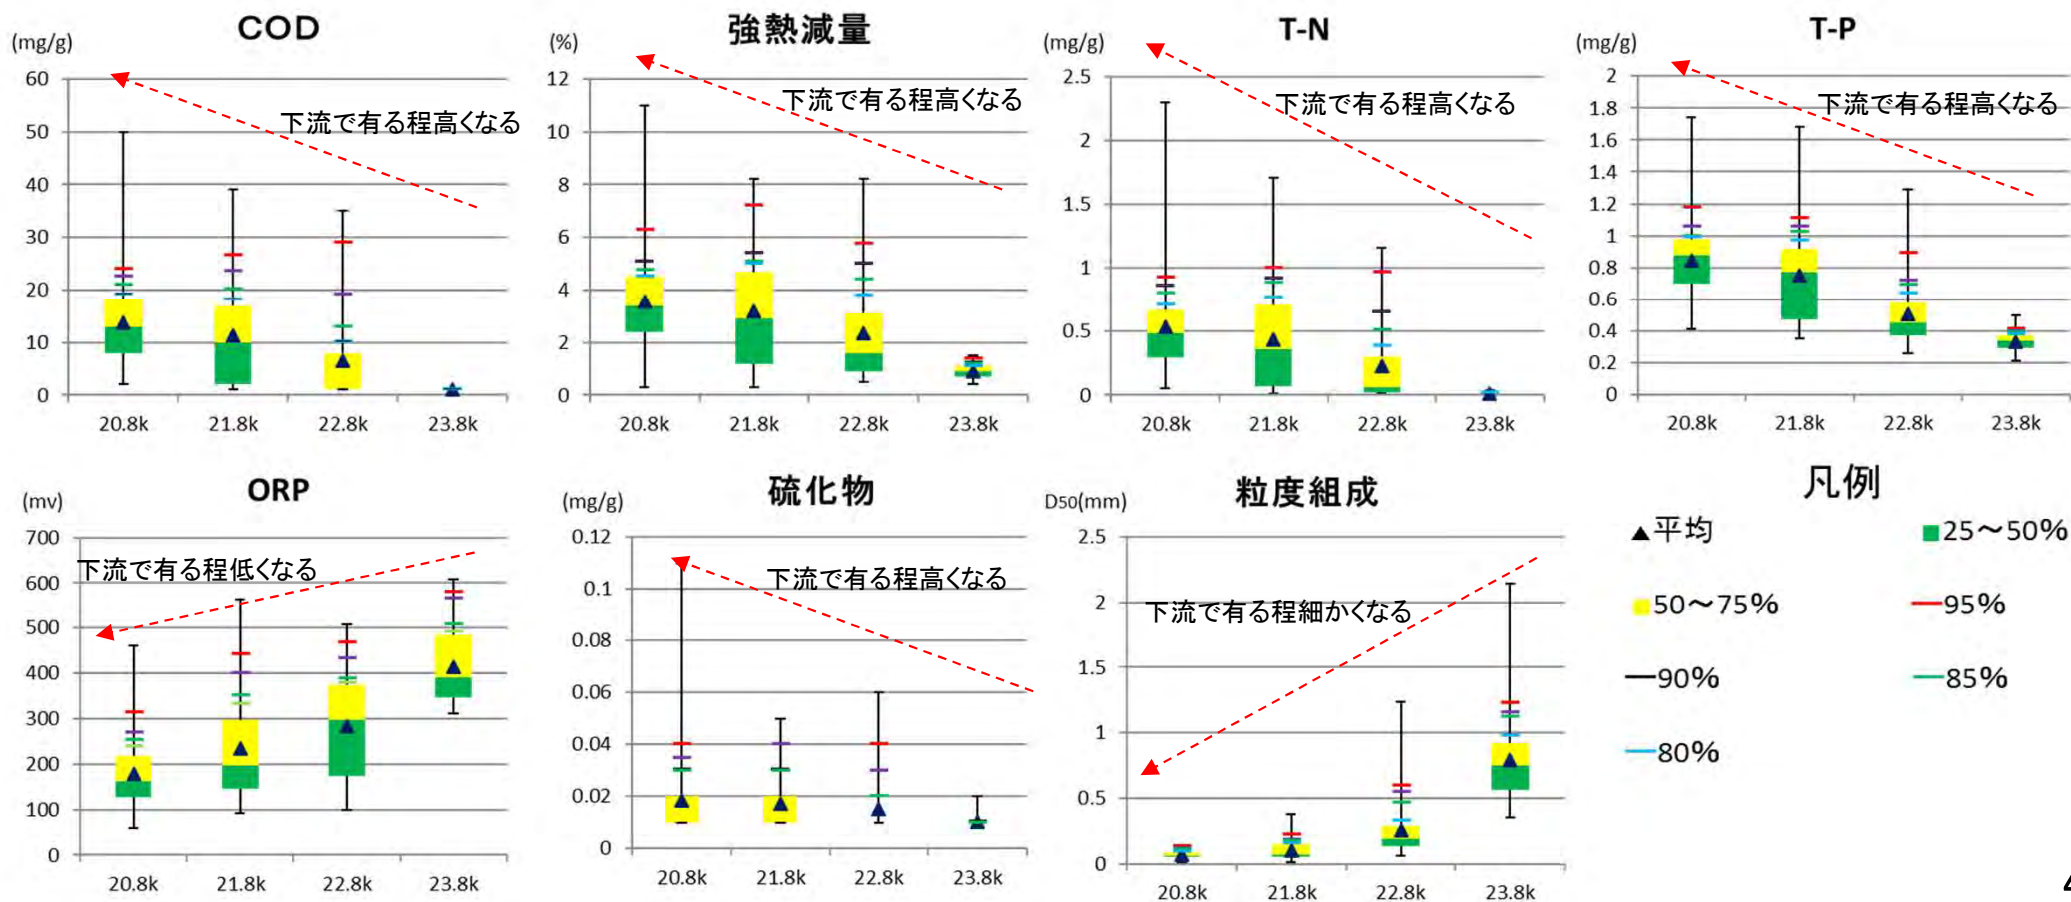 COD
(mg/g)
60
50
40
30
20
10
0
下流で有る程高くなる
20.8k 21.8k 22.8k 23.8k
強熱減量
(%)
12
10
8
6
4
2
0
下流で有る程高くなる
20.8k 21.8k 22.8k 23.8k
T-N
(mg/g)
2.5
2
1.5
1
0.5
0
下流で有る程高くなる
20.8k 21.8k 22.8k 23.8k
T-P
(mg/g)
2
1.8
1.6
1.4
1.2
1
0.8
0.6
0.4
0.2
0
下流で有る程高くなる
20.8k 21.8k 22.8k 23.8k
ORP
(mv)
700
600
500
400
300
200
100
0
下流で有る程低くなる
20.8k 21.8k 22.8k 23.8k
硫化物
(mg/g)
0.12
0.1
0.08
0.06
0.04
0.02
0
下流で有る程高くなる
20.8k 21.8k 22.8k 23.8k
粒度組成
D50(mm)
2.5
2
1.5
1
0.5
0
下流で有る程細かくなる
20.8k 21.8k 22.8k 23.8k
凡例
平均 25～50%
50～75% 95%
90% 85%
80%